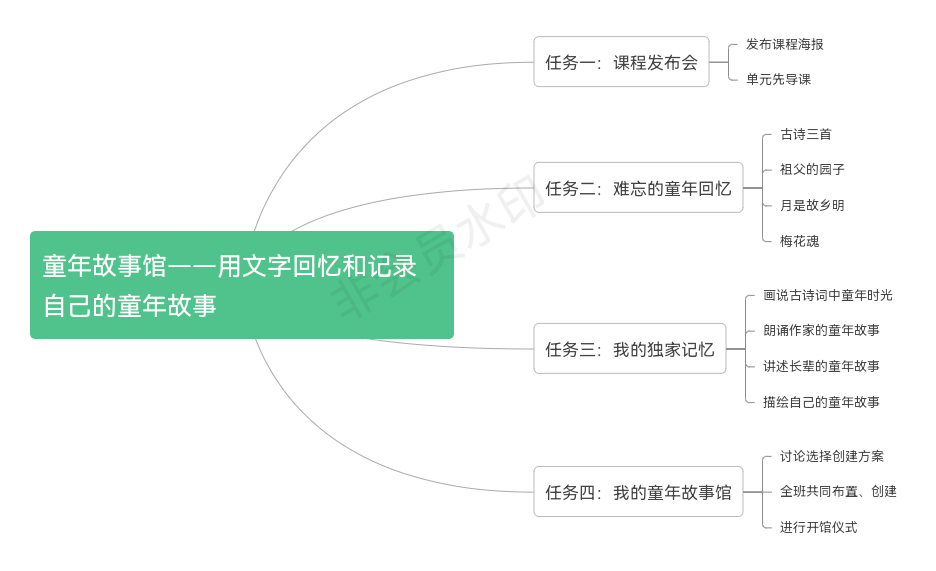 童年故事馆——用文字回忆和记录
自己的童年故事
任务一：课程发布会
发布课程海报
单元先导课
任务二：难忘的童年回忆
古诗三首
祖父的园子
月是故乡明
梅花魂
任务三：我的独家记忆
画说古诗词中童年时光
朗诵作家的童年故事
讲述长辈的童年故事
描绘自己的童年故事
任务四：我的童年故事馆
讨论选择创建方案
全班共同布置、创建
进行开馆仪式
非会员水印